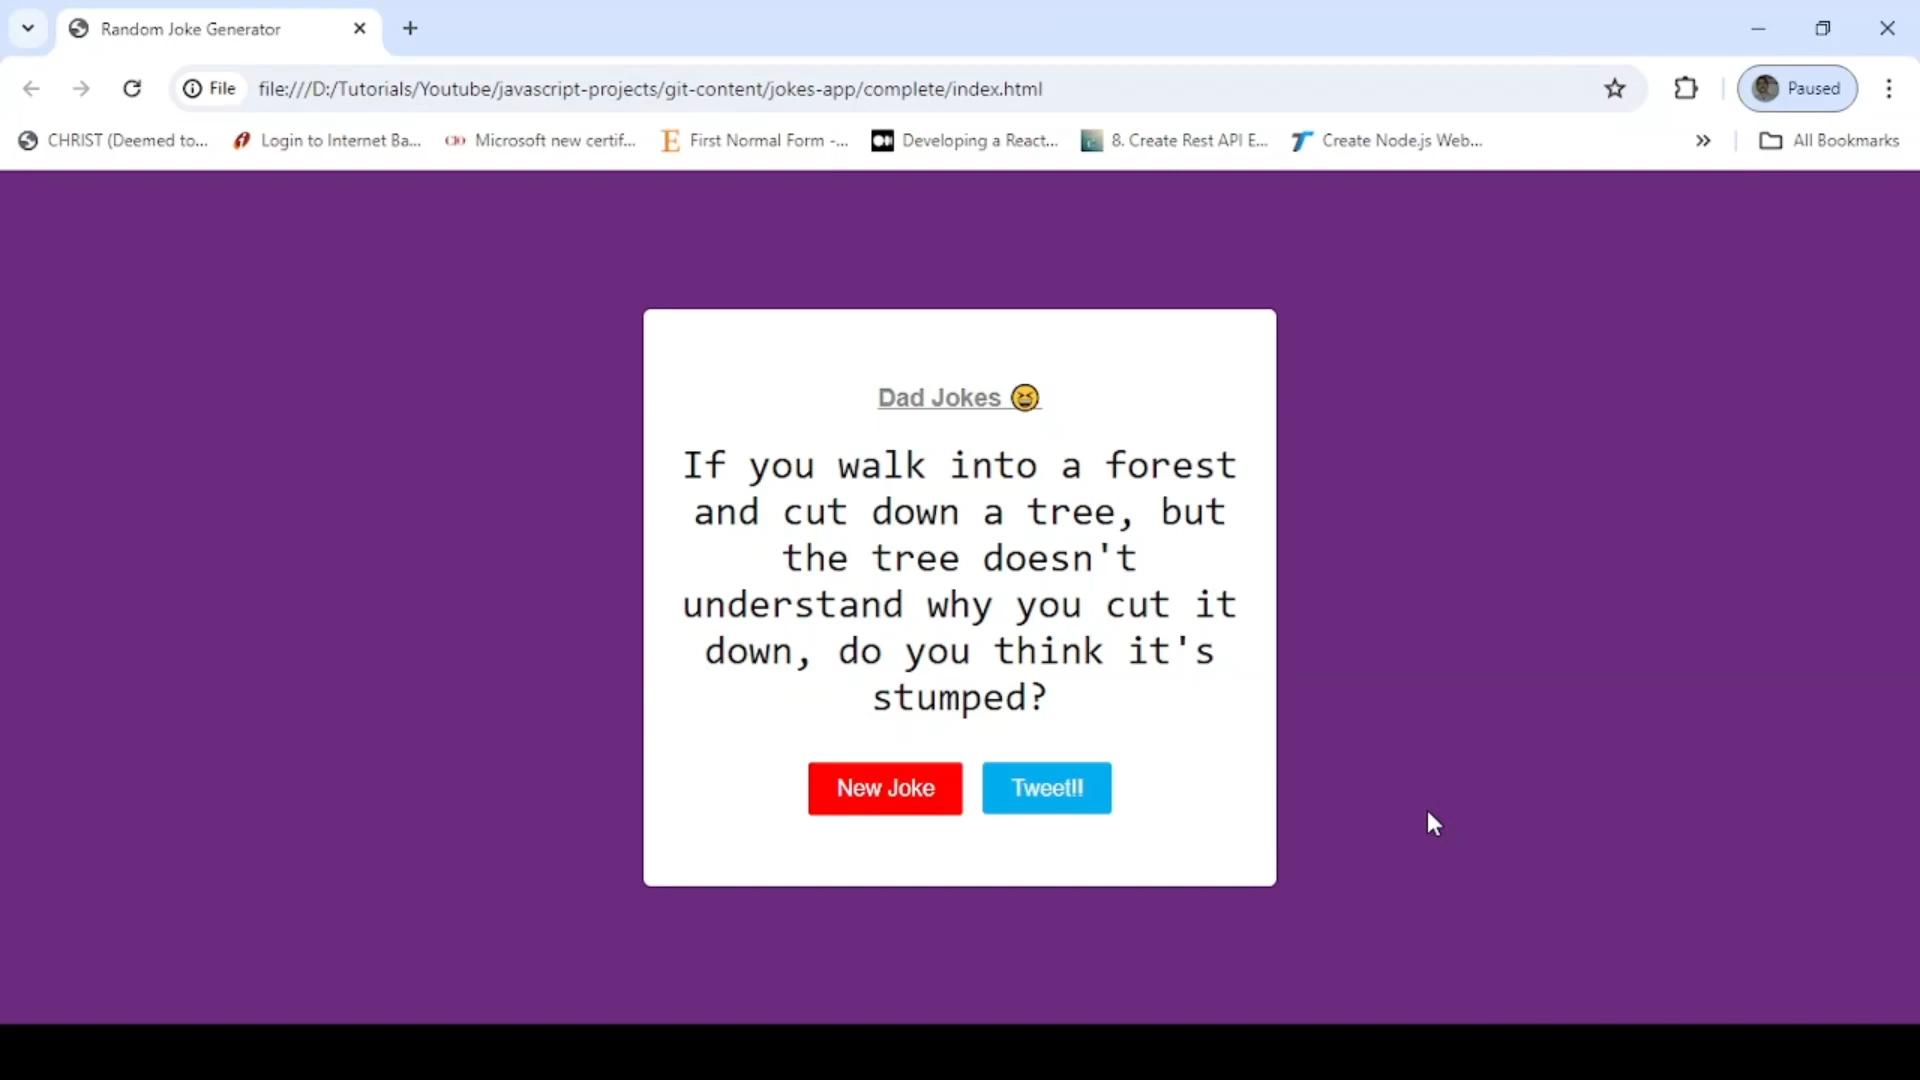 Random Joke Generator
File
file:///D:/Tutorials/Youtube/javascript-projects/git-content/jokes-app/complete/index.html
Paused
CHRIST (Deemed to...
Login to Internet Ba...
Microsoft new certif...
First Normal Form -...
Developing a React...
8. Create Rest API E...
Create Node.js Web...
All Bookmarks
Dad Jokes 😆
If you walk into a forest
and cut down a tree, but
the tree doesn't
understand why you cut it
down, do you think it's
stumped?
New Joke
Tweet!!